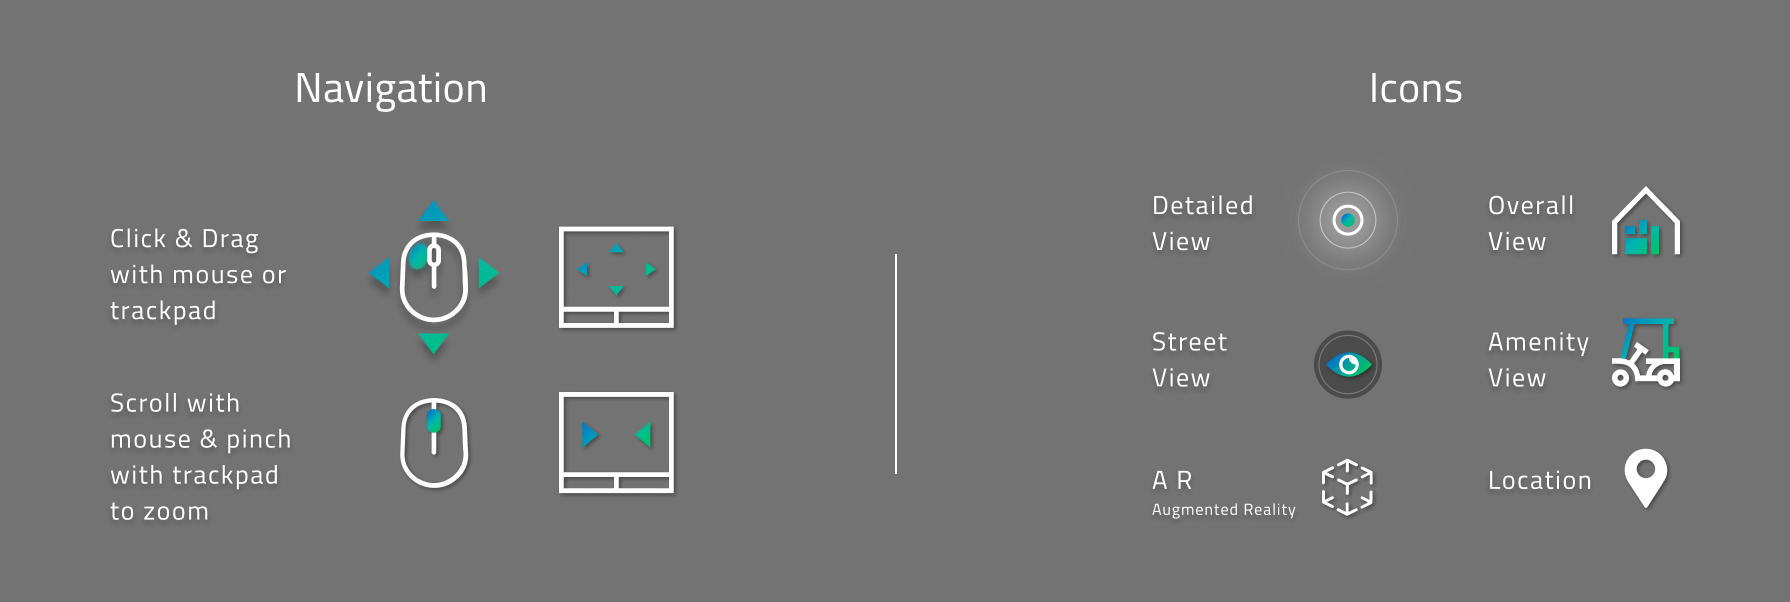 Navigation
Click & Drag
with mouse or
trackpad
Scroll with
mouse & pinch
with trackpad
to zoom
Icons
Detailed
View
Overall
View
Street
View
Amenity
View
A R
Augmented Reality
Location